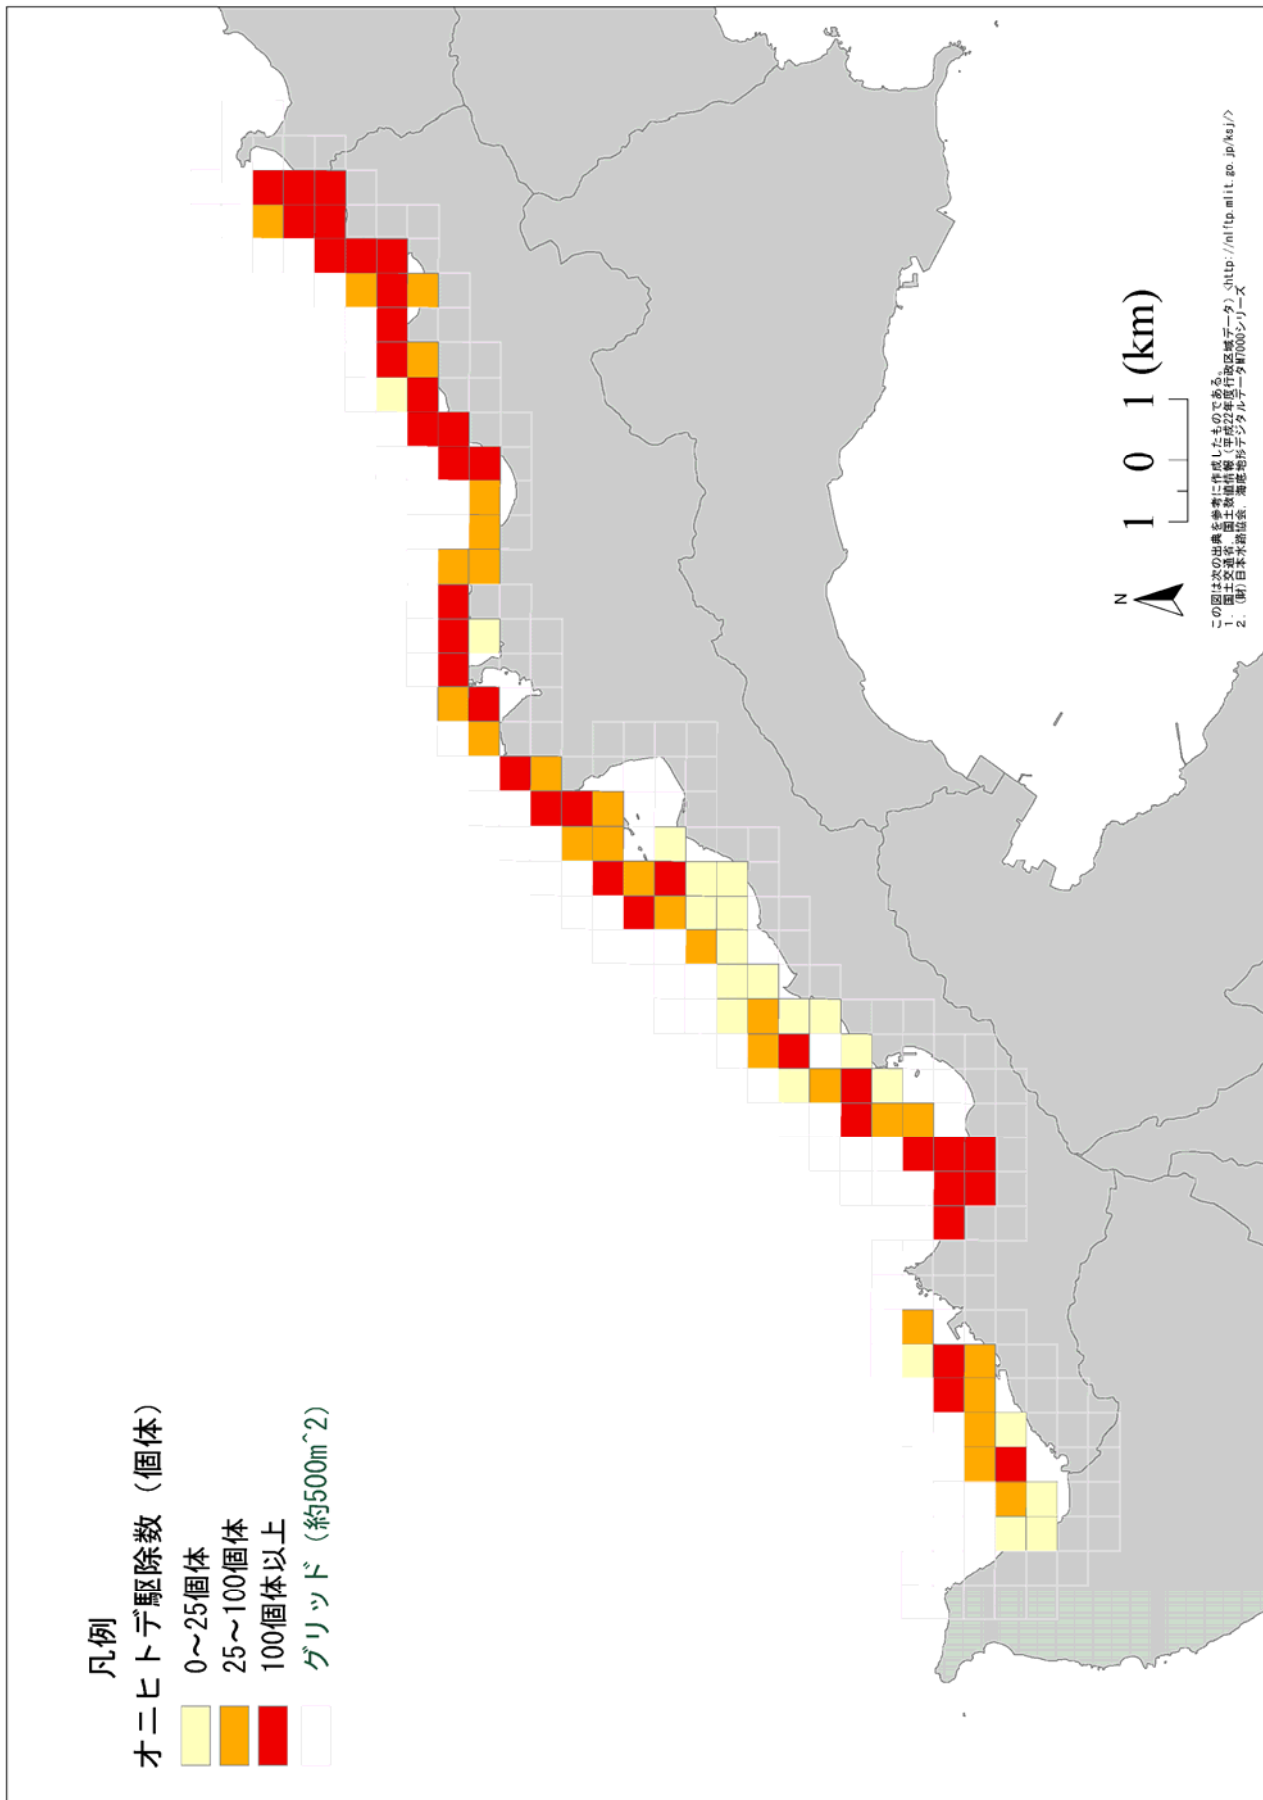 凡例
オニヒトデ駆除数（個体）
0～25個体
25～100個体
100個体以上
グリッド（約500m^2）
N
1 0 1 (km)
この図は次の出典を参考に作成したものである。
1．国土交通省、国土数値情報（平成22年度行政区域データ）<http://nlftp.mlit.go.jp/ksj/>
2．（財）日本水路協会、海底地形デジタルデータM7000シリーズ